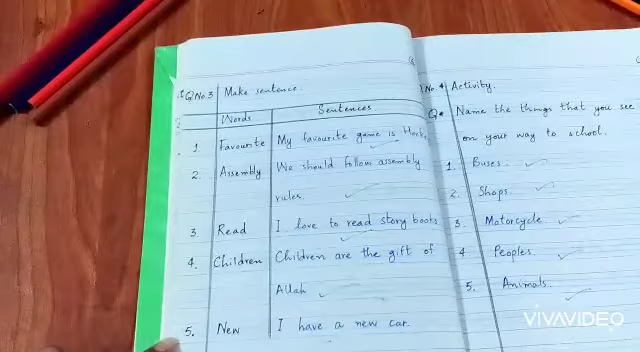 Q No.3 Make sentence.
Words Sentences
1 Favourite My favourite game is Hockey
2. Assembly We should follow assembly
rules.
3. Read I love to read story books
4. Children Children are the gift of
Allah
5. New I have a new car.
No. 4 Activity.
Q Name the things that you see
on your way to school.
1. Buses.
2. Shops
3. Motorcycle.
4 Peoples.
5. Animals.
VIVAVIDEO